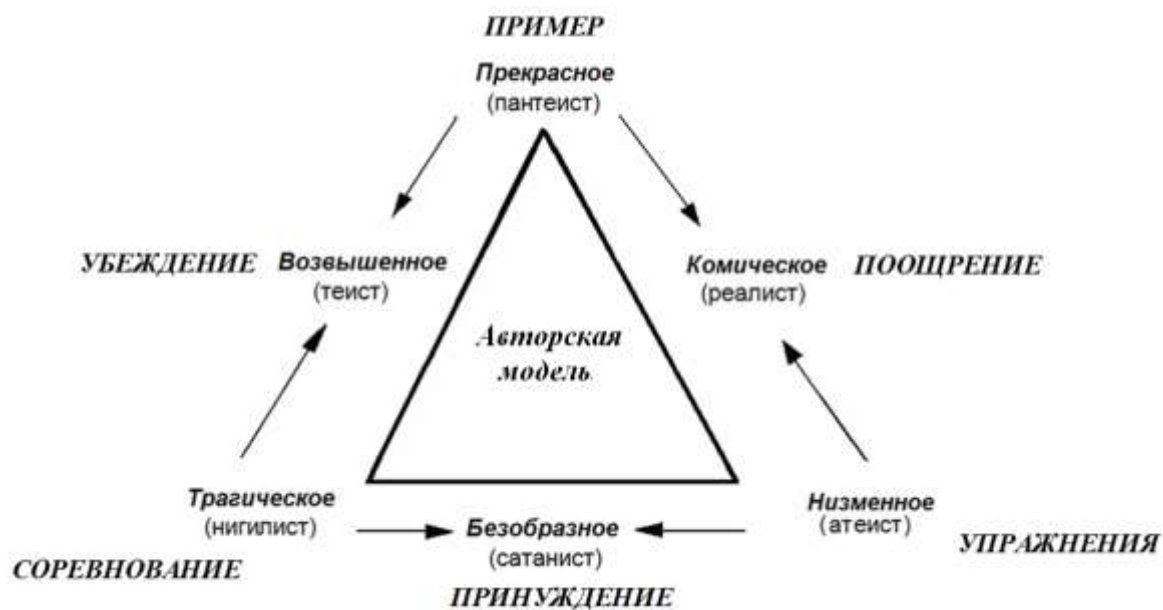 ПРИМЕР
Прекрасное
(пантеист)
УБЕЖДЕНИЕ Возвышенное
(теист)
Комическое ПООЩРЕНИЕ
(реалист)
Авторская
модель
Трагическое
(нигилист)
СОРЕВНОВАНИЕ
Безобразное
(сатанист)
ПРИНУЖДЕНИЕ
Низменное
(атеист)
УПРАЖНЕНИЯ